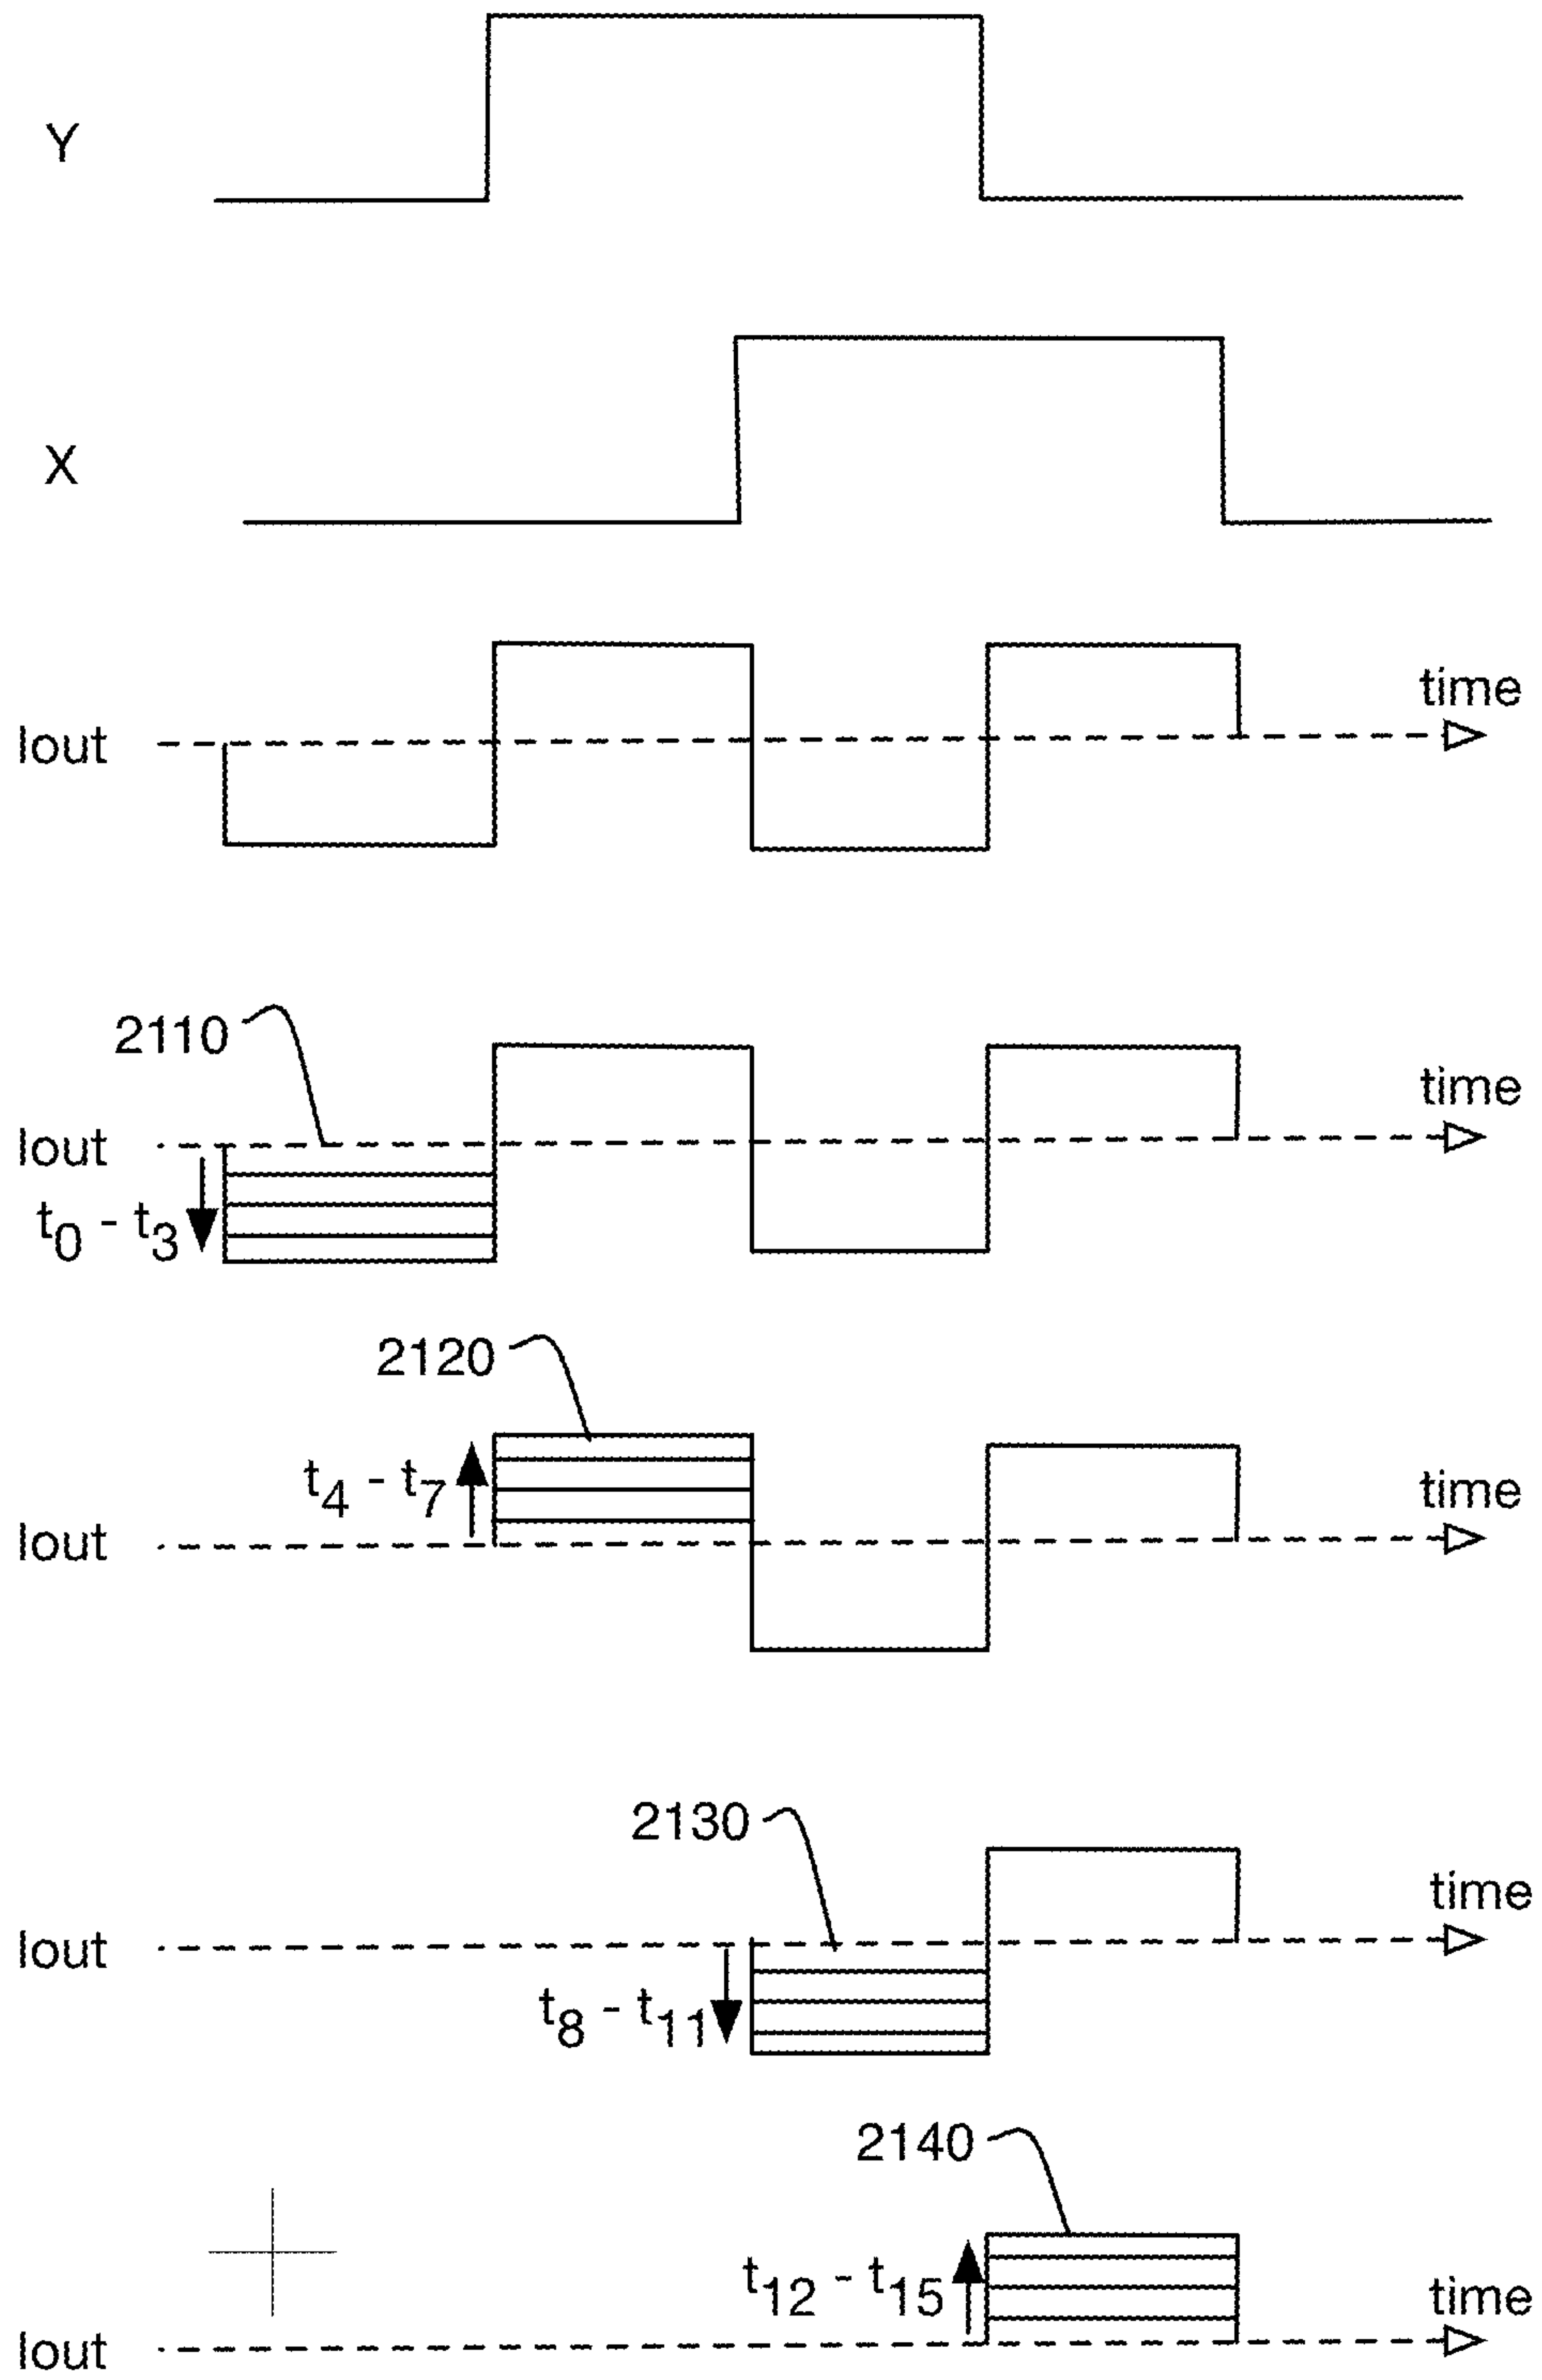 Y
X
time
Iout
2110
time
Iout
t0 - t3
2120
t4 - t7
time
Iout
2130
time
Iout
t8 - t11
2140
t12 - t15
time
Iout